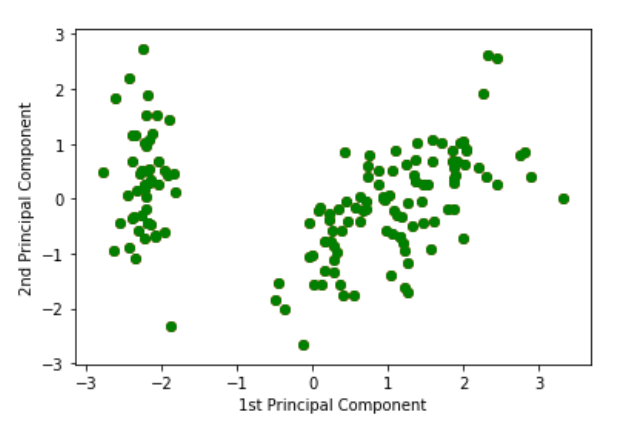 3
2
1
0
−1
−2
−3
2nd Principal Component
−3 −2 −1 0 1 2 3
1st Principal Component